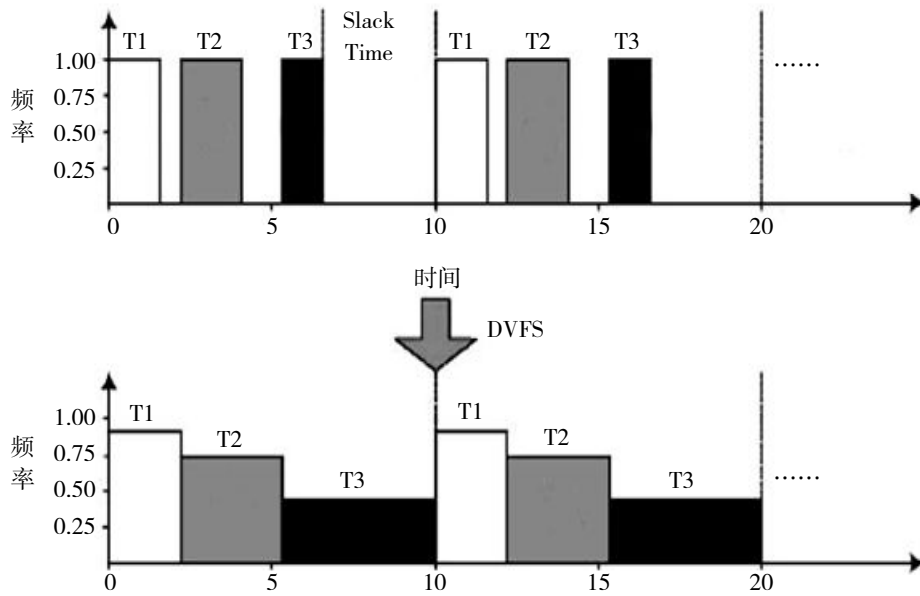 Slack
Time
T1 T2 T3 T1 T2 T3
1.00
0.75
0.50
0.25
频
率
……
0 5 10 15 20
时间
DVFS
1.00
0.75
0.50
0.25
频
率
T1 T2 T3 T1 T2 T3
……
0 5 10 15 20